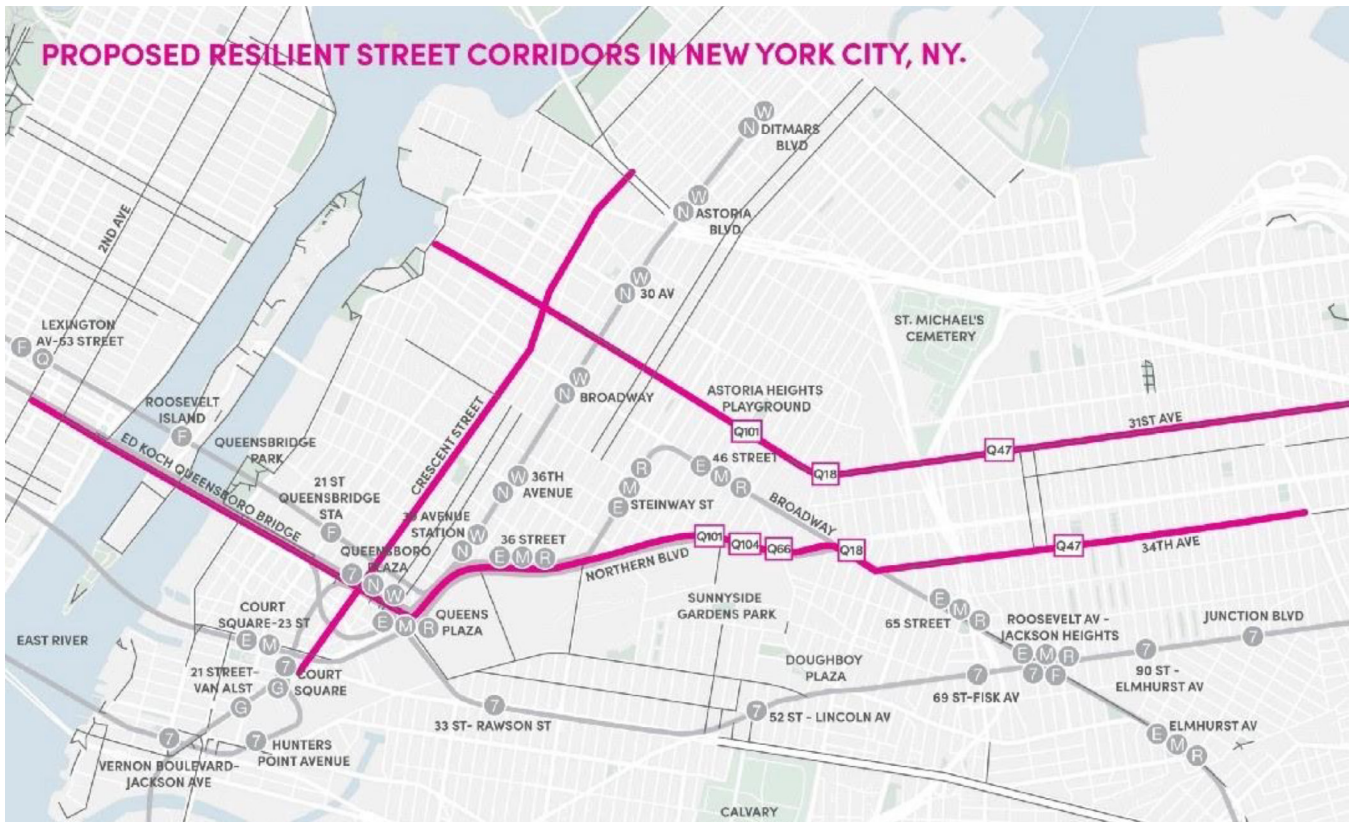 PROPOSED RESILIENT STREET CORRIDORS IN NEW YORK CITY, NY.
W
N
DITMARS
BLVD
2ND AVE
W
N
ASTORIA
BLVD
W
N
30 AV
LEXINGTON
AV-63 STREET
F
Q
ST. MICHAEL'S
CEMETERY
W
N
BROADWAY
ROOSEVELT
ISLAND
F
ASTORIA HEIGHTS
PLAYGROUND
Q101
31ST AVE
Q47
Q18
CRESCENT STREET
QUEENSBRIDGE
PARK
ED KOCH QUEENSBORO BRIDGE
46 STREET
E
M
R
R
M
E
STEINWAY ST
BROADWAY
W
N
36TH
AVENUE
21 ST
QUEENSBRIDGE
STA
F
AVENUE
STATION
W
N
36 STREET
E
M
R
Q101
Q104
Q66
Q18
Q47
34TH AVE
NORTHERN BLVD
QUEENSBORO
PLAZA
7
N
W
E
M
R
QUEENS
PLAZA
SUNNYSIDE
GARDENS PARK
E
M
R
65 STREET
COURT
SQUARE-23 ST
E
M
EAST RIVER
ROOSEVELT AV -
JACKSON HEIGHTS
E
M
R
7
F
JUNCTION BLVD
7
7
90 ST -
ELMHURST AV
DOUGHBOY
PLAZA
7
69 ST-FISK AV
21 STREET-
VAN ALST
7
G
COURT
SQUARE
G
7
33 ST- RAWSON ST
7
52 ST - LINCOLN AV
ELMHURST AV
E
M
R
7
VERNON BOULEVARD-
JACKSON AVE
7
HUNTERS
POINT AVENUE
CALVARY